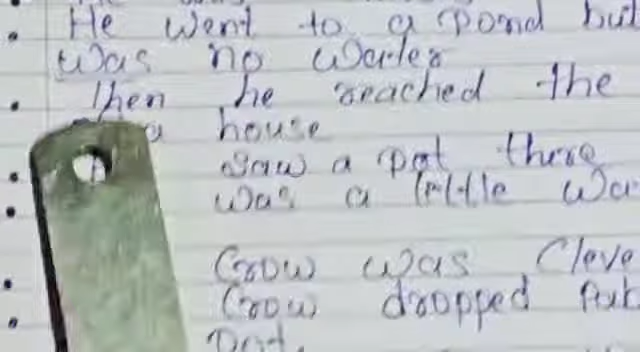 He went to a pond but
was no water
Then he reached the
a house
saw a pot there
was a little wa
Crow was Cleve
Crow dropped
pot.